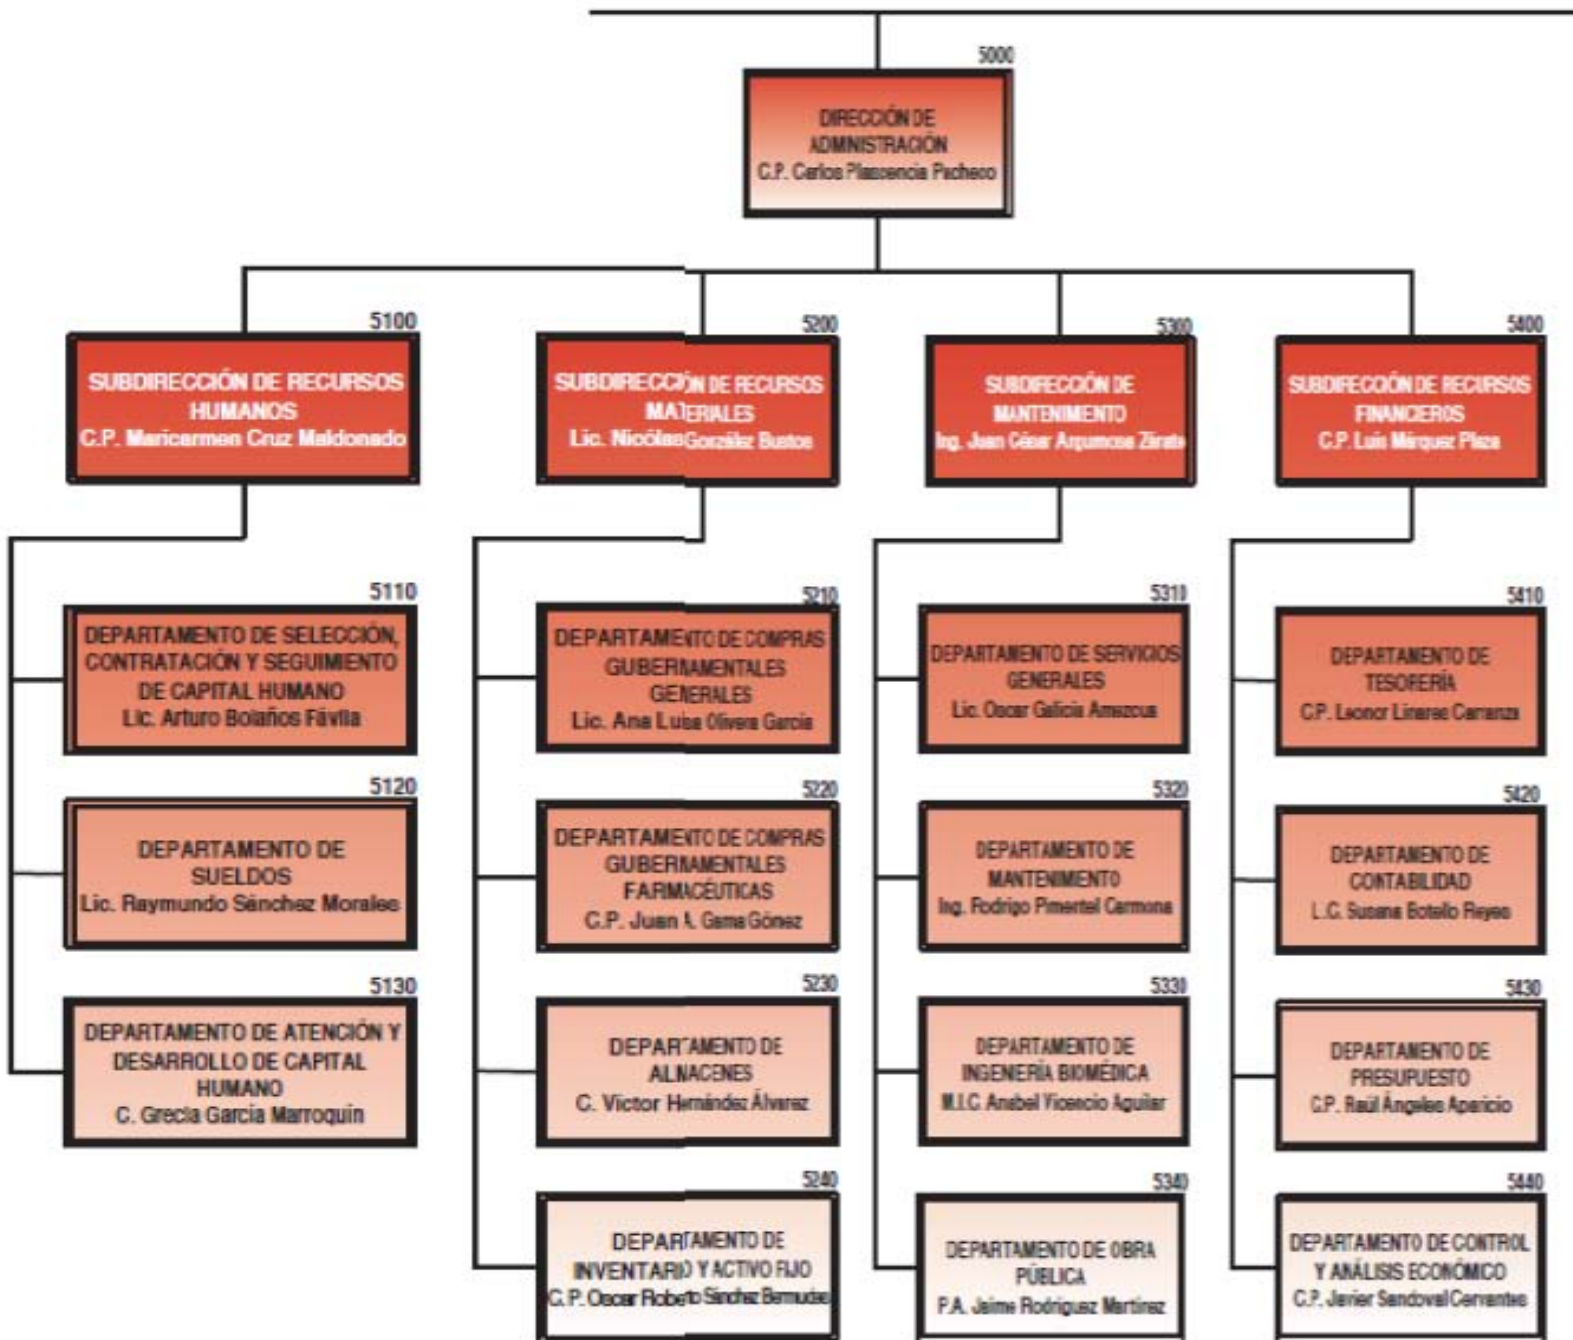 5000
DIRECCIÓN DE
ADMINISTRACIÓN
C.P. Carlos Plascencia Pacheco
5100
SUBDIRECCIÓN DE RECURSOS
HUMANOS
C.P. Maricarmen Cruz Maldonado
5200
SUBDIRECCIÓN DE RECURSOS
MATERIALES
Lic. Nicólas González Bustos
5300
SUBDIRECCIÓN DE
MANTENIMENTO
Ing. Juan César Arqumosa Zárate
5400
SUBDIRECCIÓN DE RECURSOS
FINANCIEROS
C.P. Luis Márquez Plaza
5110
DEPARTAMENTO DE SELECCIÓN,
CONTRATACIÓN Y SEGUIMIENTO
DE CAPITAL HUMANO
Lic. Arturo Bolaños Fávila
5120
DEPARTAMENTO DE
SUELDOS
Lic. Raymundo Sánchez Morales
5130
DEPARTAMENTO DE ATENCIÓN Y
DESARROLLO DE CAPITAL
HUMANO
C. Grecia García Marroquín
5210
DEPARTAMENTO DE COMPRAS
GUBERNAMENTALES
GENERALES
Lic. Ana Luisa Olivera García
5220
DEPARTAMENTO DE COMPRAS
GUBERNAMENTALES
FARMACÉUTICAS
C.P. Juan A. Gama Gónez
5230
DEPARTAMENTO DE
ALMACENES
C. Víctor Hernández Álvarez
5240
DEPARTAMENTO DE
INVENTARIO Y ACTIVO FIJO
C. P. Oscar Roberto Sánchez Bermudes
5310
DEPARTAMENTO DE SERVICIOS
GENERALES
Lic. Oscar Galicia Amezcua
5320
DEPARTAMENTO DE
MANTENIMIENTO
Ing. Rodrigo Pimentel Carmona
5330
DEPARTAMENTO DE
INGENIERÍA BIOMÉDICA
M.I.C. Anabel Vicencio Aguilar
5340
DEPARTAMENTO DE OBRA
PÚBLICA
P.A. Jaime Rodríguez Martínez
5410
DEPARTAMENTO DE
TESORERÍA
C.P. Leonor Linares Carranza
5420
DEPARTAMENTO DE
CONTABILIDAD
L.C. Susana Botello Reyes
5430
DEPARTAMENTO DE
PRESUPUESTO
C.P. Raúl Ángeles Aparicio
5440
DEPARTAMENTO DE CONTROL
Y ANÁLISIS ECONÓMICO
C.P. Javier Sandoval Cervantes